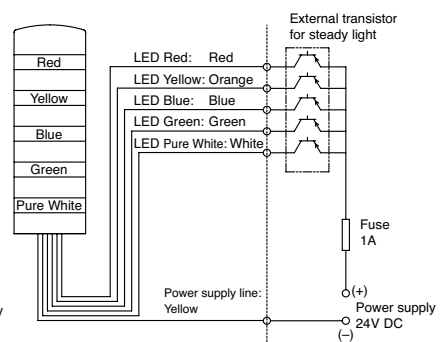 External transistor
for steady light
Red
Yellow
Blue
Green
Pure White
LED Red: Red
LED Yellow: Orange
LED Blue: Blue
LED Green: Green
LED Pure White: White
Fuse
1A
Power supply line:
Yellow
(+)
Power supply
24V DC
(–)